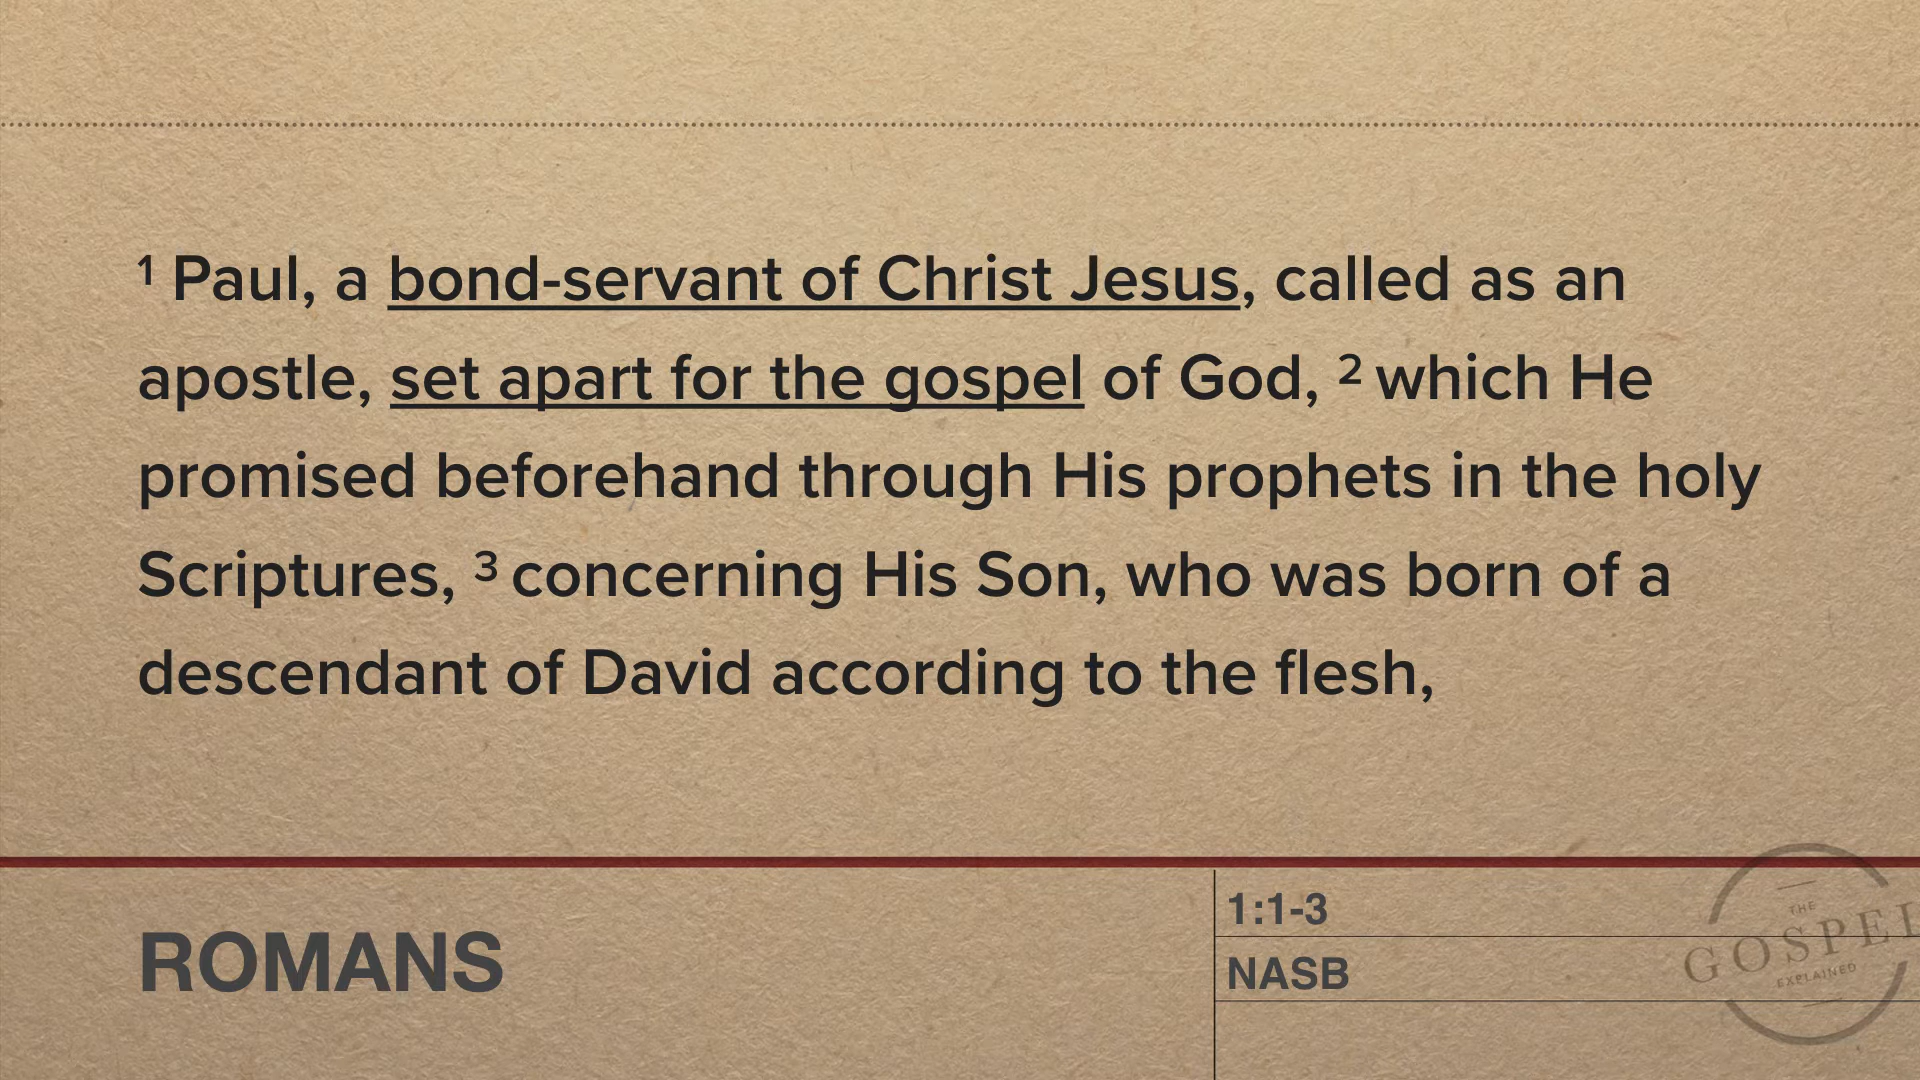 ¹ Paul, a bond-servant of Christ Jesus, called as an
apostle, set apart for the gospel of God, ² which He
promised beforehand through His prophets in the holy
Scriptures, ³ concerning His Son, who was born of a
descendant of David according to the flesh,
ROMANS
1:1-3
NASB
THE
GOSPEL
EXPLAINED